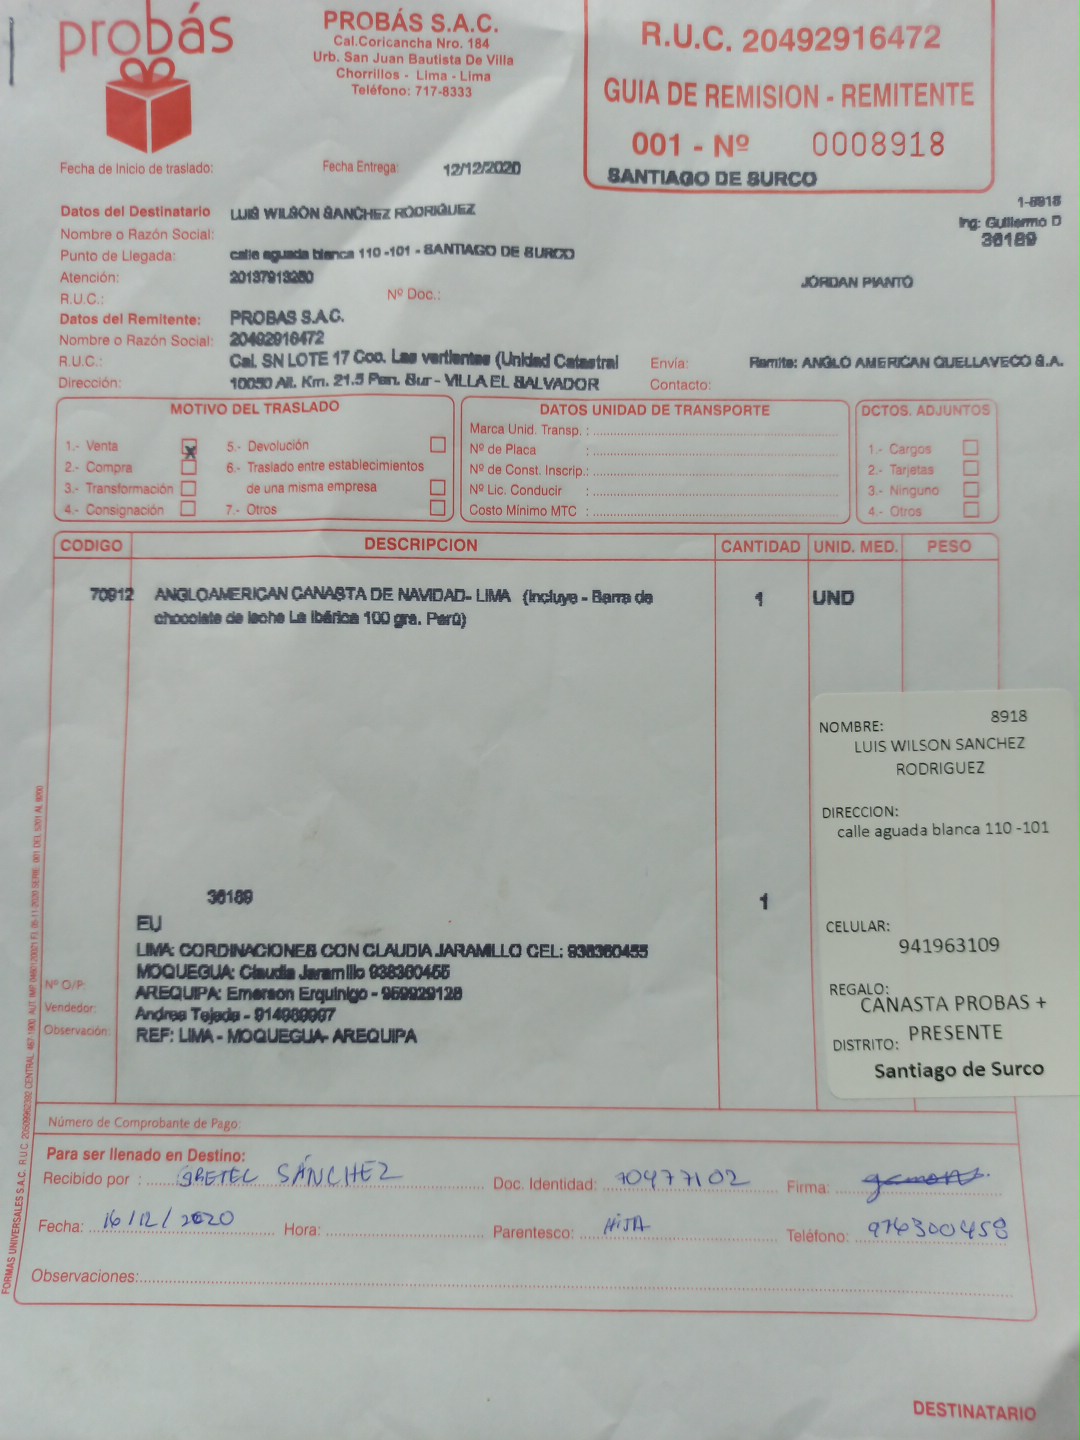 probás
PROBÁS S.A.C.
Cal.Coricancha Nro. 184
Urb. San Juan Bautista De Villa
Chorrillos - Lima - Lima
Teléfono: 717-8333
R.U.C. 20492916472
GUIA DE REMISION - REMITENTE
001 - Nº 0008918
SANTIAGO DE SURCO
Fecha de Inicio de traslado:
Fecha Entrega: 12/12/2020
1-8918
Ing: Guillermo D
36189
JORDAN PIANTO
Datos del Destinatario LUIS WILSON SANCHEZ RODRIGUEZ
Nombre o Razón Social:
Punto de Llegada: calle aguada blanca 110 -101 - SANTIAGO DE SURCO
Atención: 20137913250
R.U.C.: Nº Doc.:
Datos del Remitente: PROBAS S.A.C.
Nombre o Razón Social: 20492916472
R.U.C.: Cal. SN LOTE 17 Coo. Las vertientes (Unidad Catastral
Dirección: 10050 Alt. Km. 21.5 Pan. Sur - VILLA EL SALVADOR
Envía: Remite: ANGLO AMERICAN QUELLAVECO S.A.
Contacto:
MOTIVO DEL TRASLADO
1.- Venta x
2.- Compra
3.- Transformación
4.- Consignación
5.- Devolución
6.- Traslado entre establecimientos
de una misma empresa
7.- Otros
DATOS UNIDAD DE TRANSPORTE
Marca Unid. Transp. :
Nº de Placa :
Nº de Const. Inscrip.:
Nº Lic. Conducir :
Costo Mínimo MTC :
DCTOS. ADJUNTOS
1.- Cargos
2.- Tarjetas
3.- Ninguno
4.- Otros
CODIGO DESCRIPCION CANTIDAD UNID. MED. PESO
70912 ANGLOAMERICAN CANASTA DE NAVIDAD- LIMA (Incluye - Barra de 1 UND
chocolate de leche La Ibérica 100 grs. Perú)
8918
NOMBRE:
LUIS WILSON SANCHEZ
RODRIGUEZ
DIRECCION:
calle aguada blanca 110 -101
CELULAR:
941963109
REGALO:
CANASTA PROBAS +
PRESENTE
DISTRITO:
Santiago de Surco
36189 1
EU
LIMA: CORDINACIONES CON CLAUDIA JARAMILLO CEL: 938360455
MOQUEGUA: Claudia Jaramillo 938360455
Nº O/P: AREQUIPA: Emerson Erquinigo - 959929128
Vendedor: Andrea Tejada - 914989997
Observación: REF: LIMA - MOQUEGUA- AREQUIPA
Número de Comprobante de Pago:
Para ser llenado en Destino:
Recibido por : GRETEL SÁNCHEZ Doc. Identidad: 70477102 Firma:
Fecha: 16/12/2020 Hora: Parentesco: HIJA Teléfono: 976300458
Observaciones:
DESTINATARIO